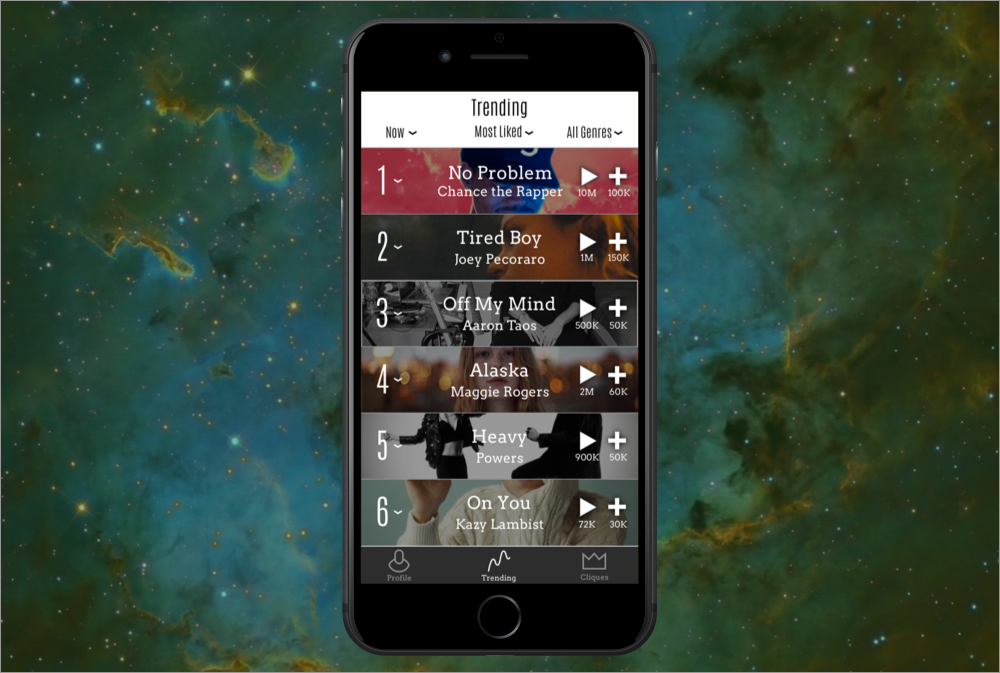 Trending
Now Most Liked All Genres
1 No Problem
Chance the Rapper 10M 100K
2 Tired Boy
Joey Pecoraro 1M 150K
3 Off My Mind
Aaron Taos 500K 50K
4 Alaska
Maggie Rogers 2M 60K
5 Heavy
Powers 900K 50K
6 On You
Kazy Lambist 72K 30K
Profile Trending Cliques